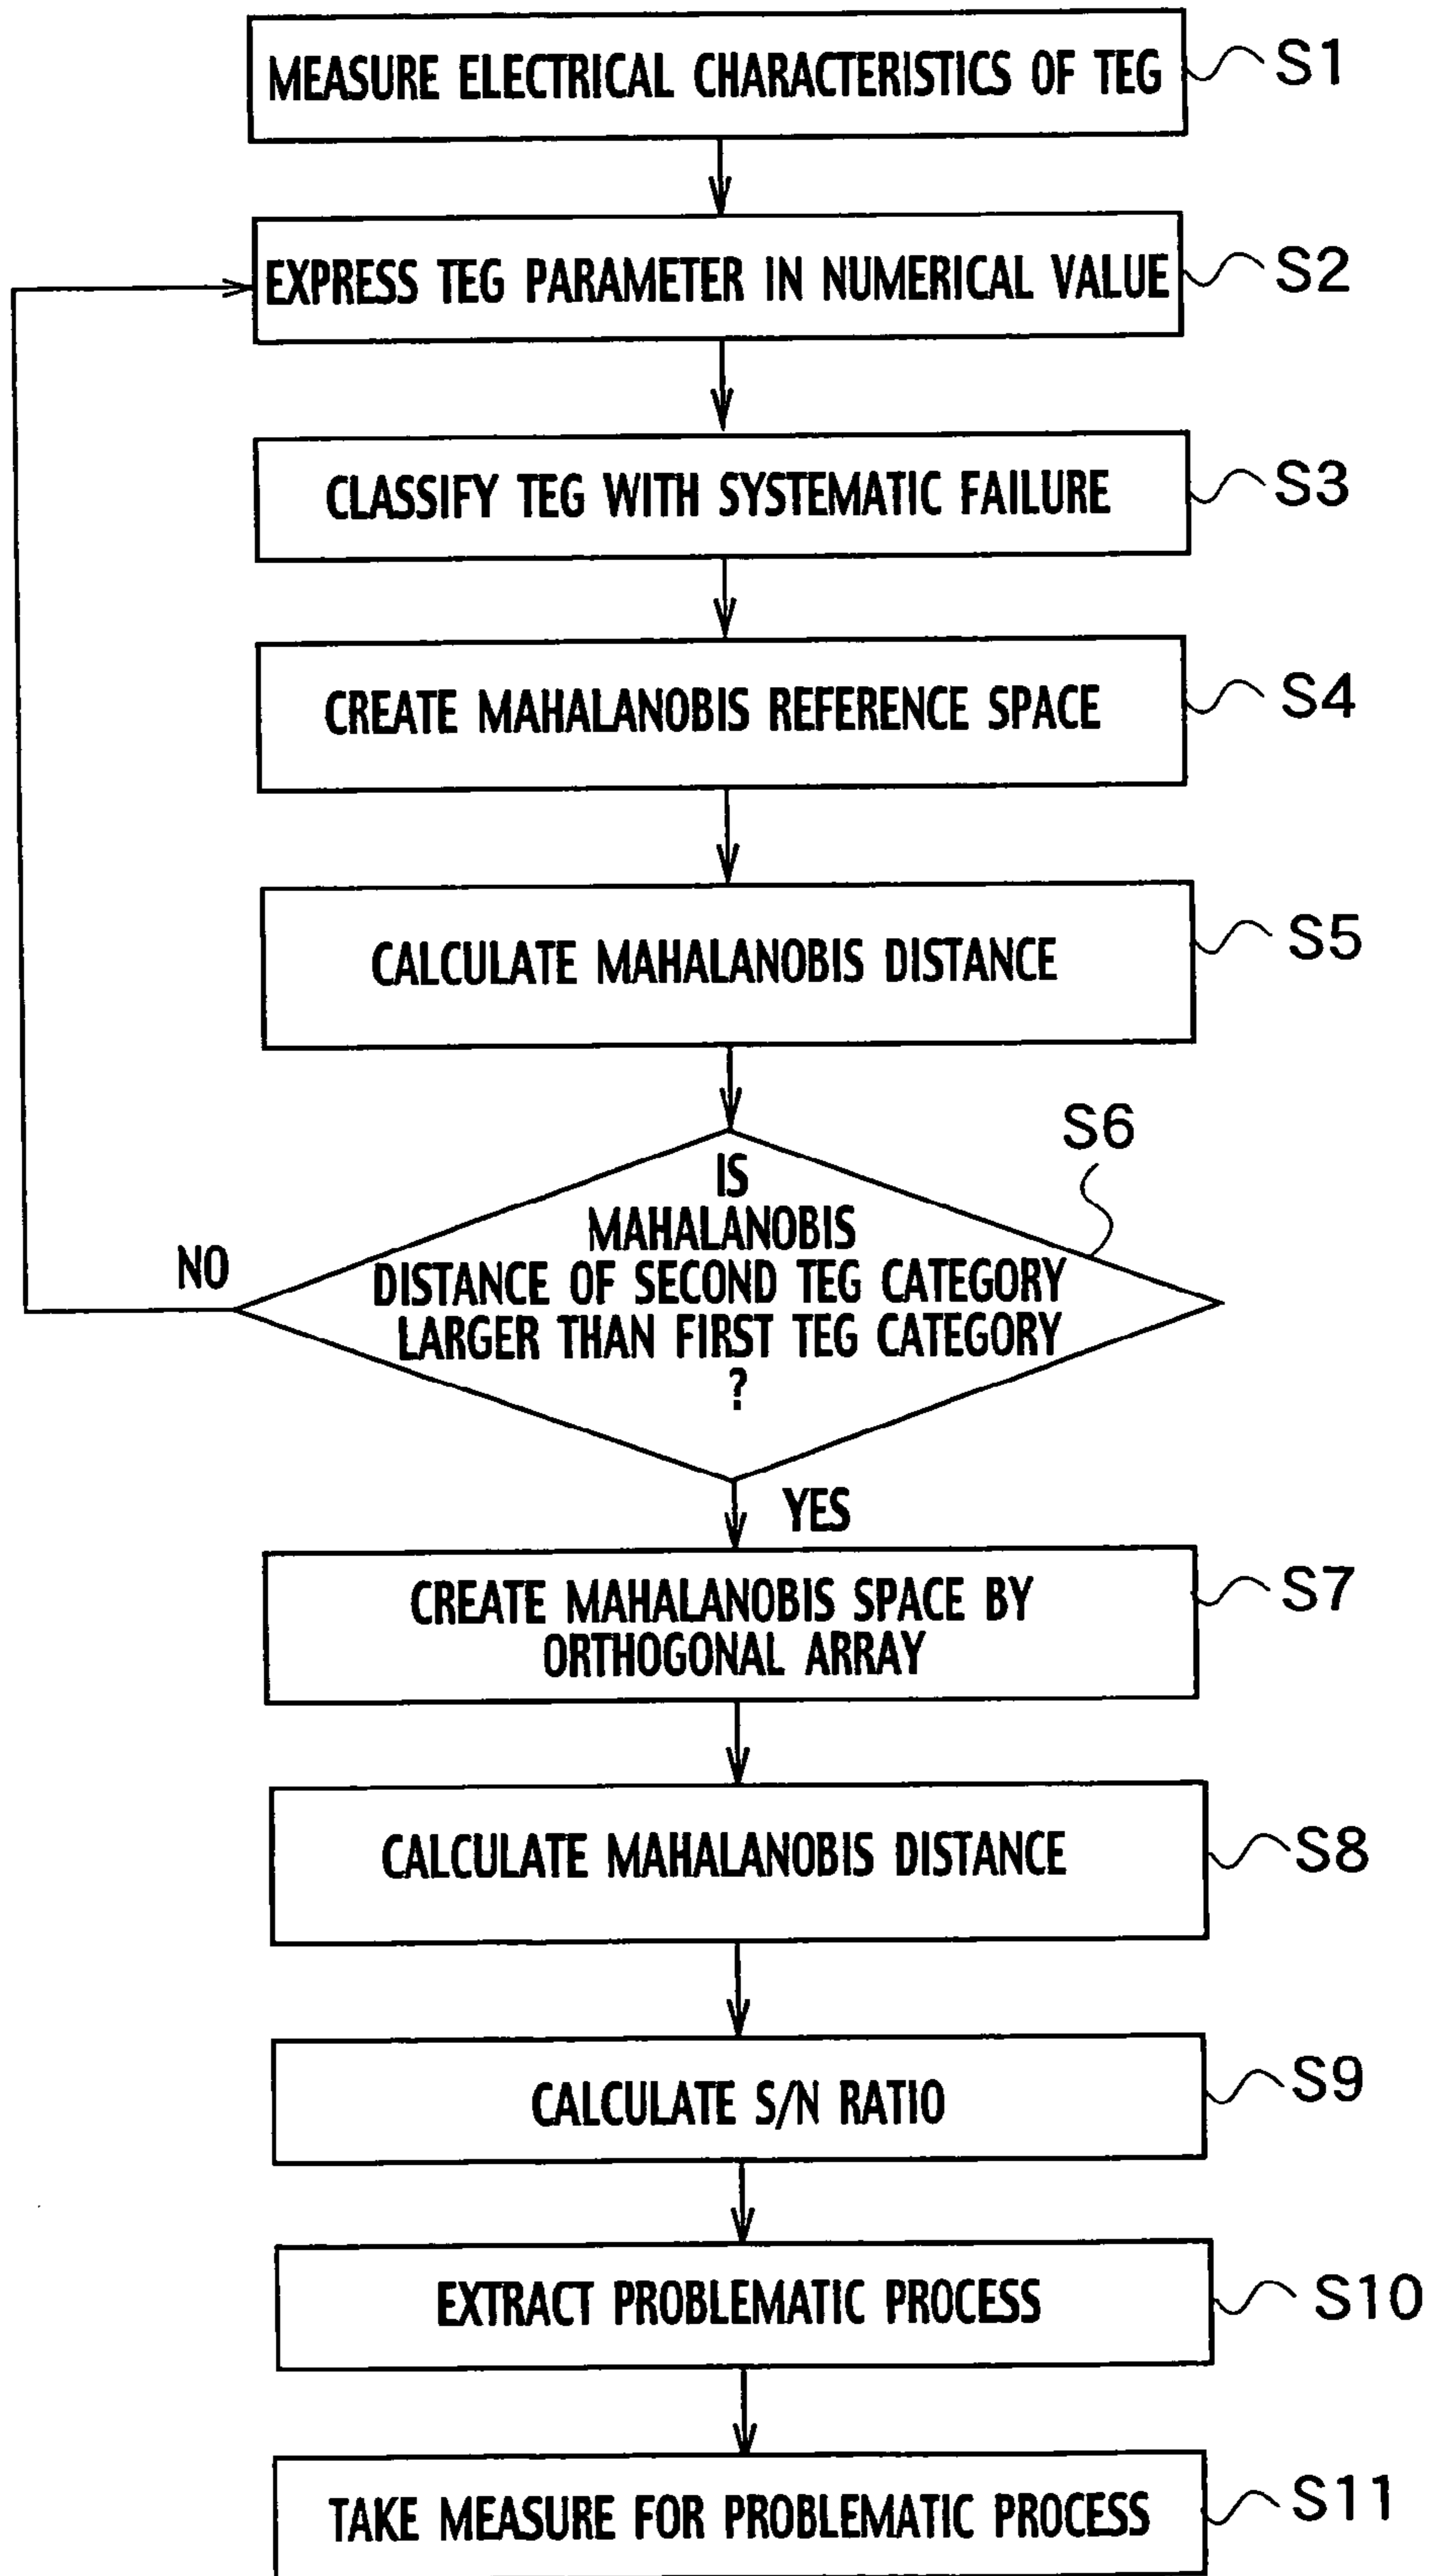 MEASURE ELECTRICAL CHARACTERISTICS OF TEG
S1
EXPRESS TEG PARAMETER IN NUMERICAL VALUE
S2
CLASSIFY TEG WITH SYSTEMATIC FAILURE
S3
CREATE MAHALANOBIS REFERENCE SPACE
S4
CALCULATE MAHALANOBIS DISTANCE
S5
S6
IS
MAHALANOBIS
DISTANCE OF SECOND TEG CATEGORY
LARGER THAN FIRST TEG CATEGORY
?
NO
YES
CREATE MAHALANOBIS SPACE BY
ORTHOGONAL ARRAY
S7
CALCULATE MAHALANOBIS DISTANCE
S8
CALCULATE S/N RATIO
S9
EXTRACT PROBLEMATIC PROCESS
S10
TAKE MEASURE FOR PROBLEMATIC PROCESS
S11